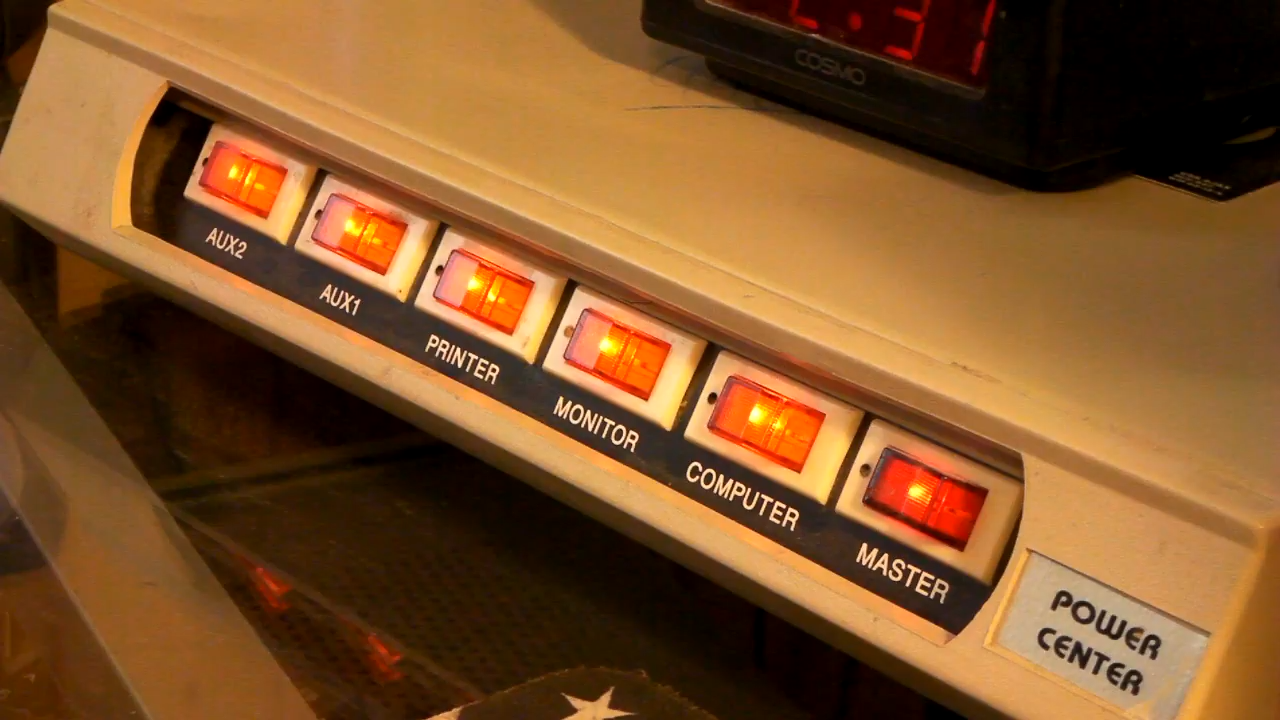 COSMO
AUX2
AUX1
PRINTER
MONITOR
COMPUTER
MASTER
POWER
CENTER